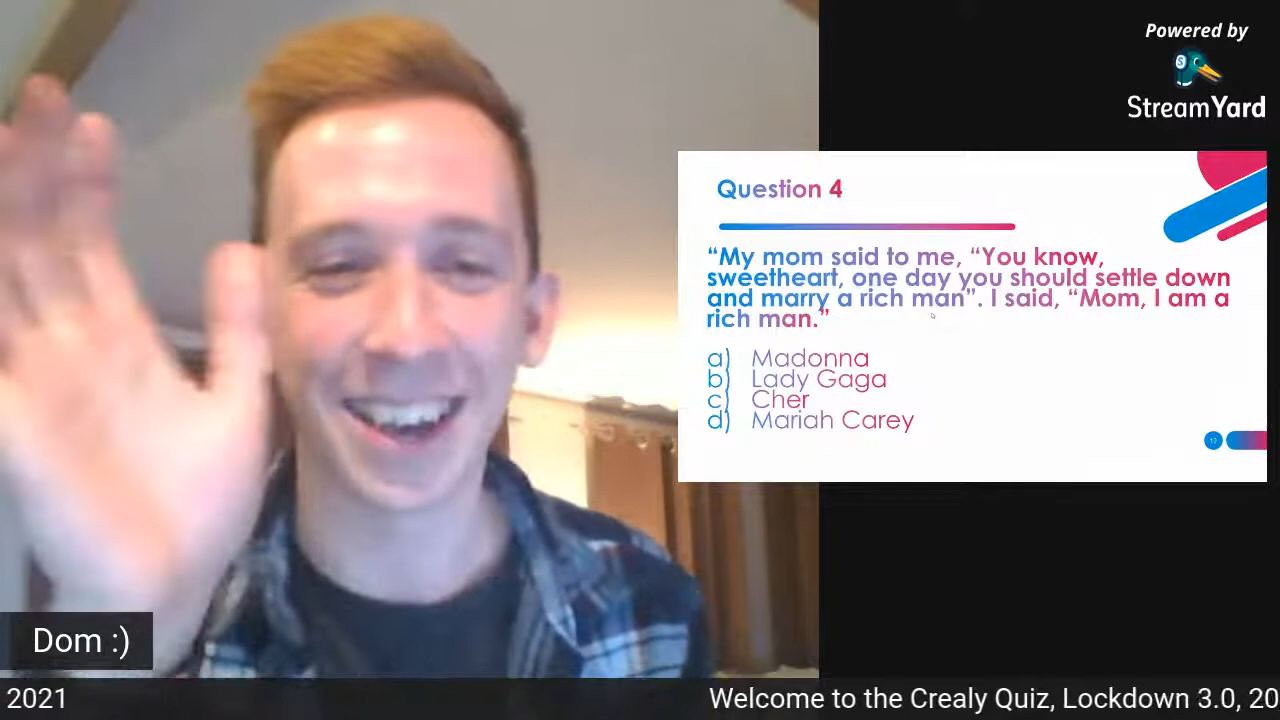 Powered by
StreamYard
Question 4
“My mom said to me, “You know,
sweetheart, one day you should settle down
and marry a rich man”. I said, “Mom, I am a
rich man.”
a) Madonna
b) Lady Gaga
c) Cher
d) Mariah Carey
13
Dom :)
2021
Welcome to the Crealy Quiz, Lockdown 3.0, 20